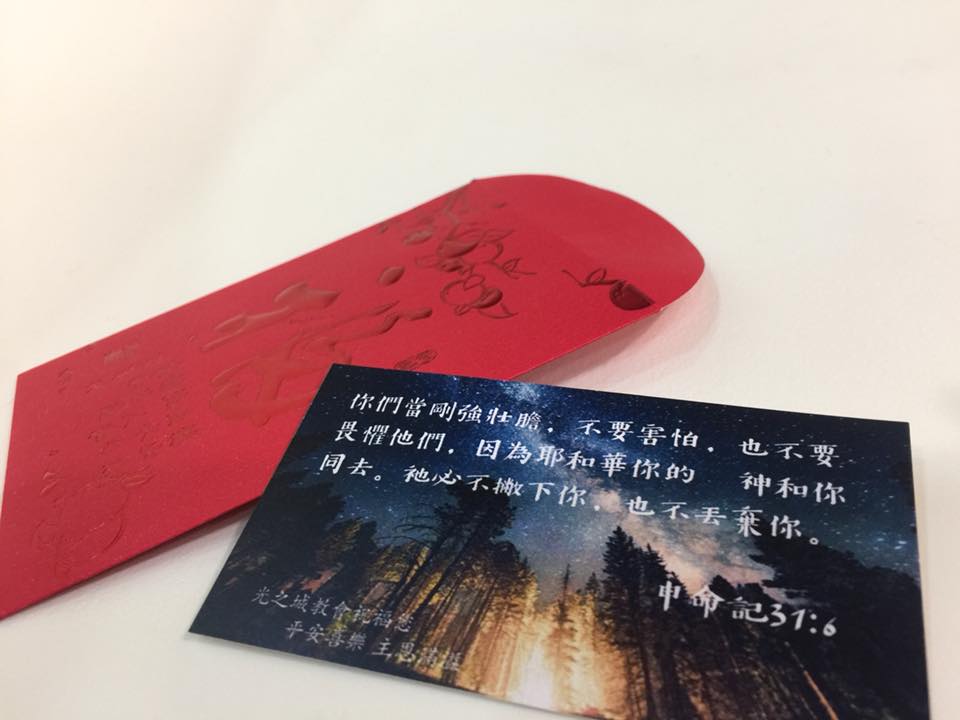 你們當剛強壯膽，不要害怕，也不要
畏懼他們，因為耶和華你的　神和你
同去。祂必不撇下你，也不丟棄你。
申命記31:6
光之城教會祝福您
平安喜樂 主恩滿溢